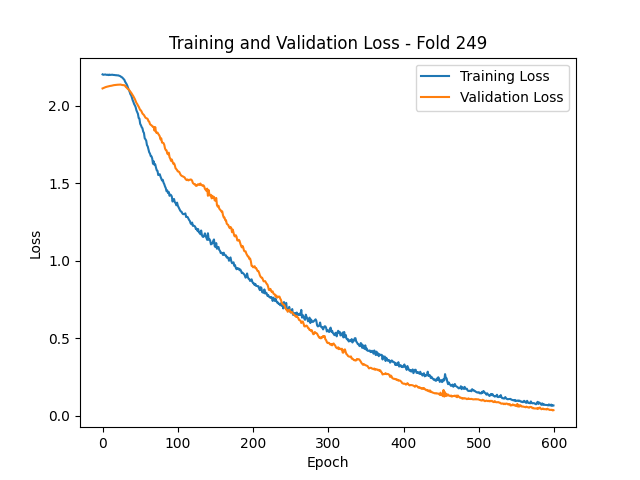 Training and Validation Loss - Fold 249
Training Loss
Validation Loss
Loss
2.0
1.5
1.0
0.5
0.0
0 100 200 300 400 500 600
Epoch